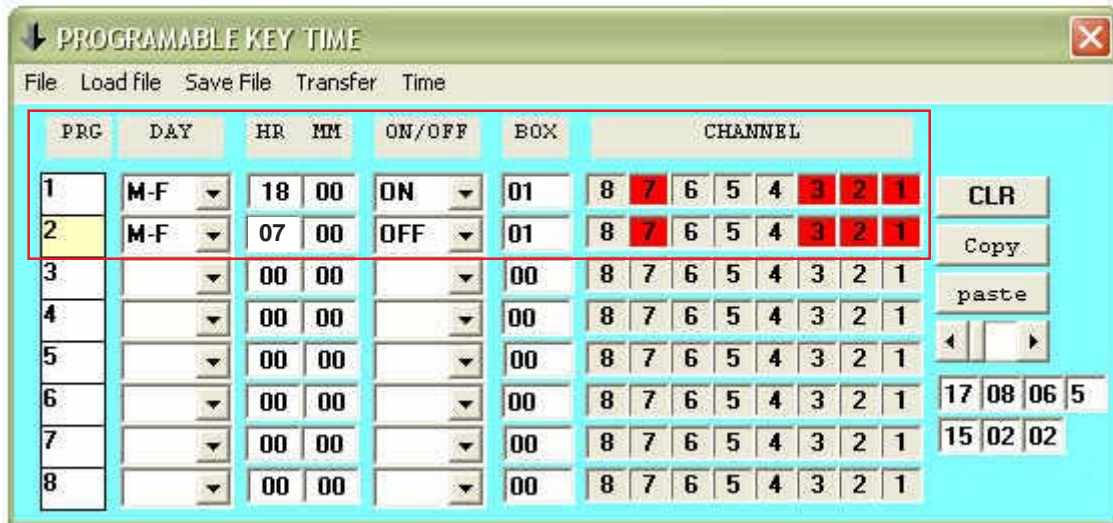 PROGRAMABLE KEY TIME
File Load file Save File Transfer Time
PRG DAY HR MM ON/OFF BOX CHANNEL
1 M-F 18 00 ON 01 8 7 6 5 4 3 2 1 CLR
2 M-F 07 00 OFF 01 8 7 6 5 4 3 2 1 Copy
3 00 00 00 8 7 6 5 4 3 2 1 paste
4 00 00 00 8 7 6 5 4 3 2 1
5 00 00 00 8 7 6 5 4 3 2 1
6 00 00 00 8 7 6 5 4 3 2 1 17 08 06 5
7 00 00 00 8 7 6 5 4 3 2 1 15 02 02
8 00 00 00 8 7 6 5 4 3 2 1